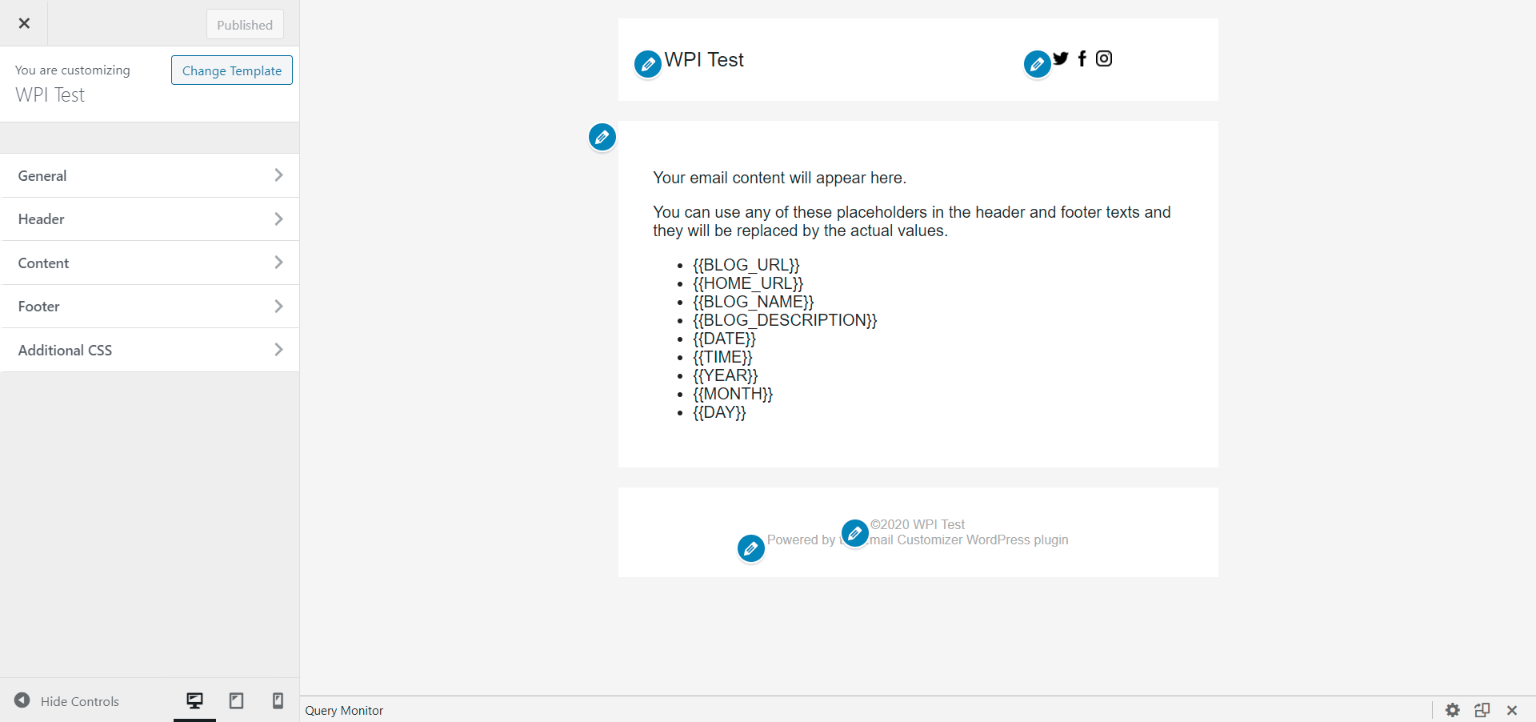 Published
You are customizing
Change Template
WPI Test
General
Header
Content
Footer
Additional CSS
Hide Controls
WPI Test
Your email content will appear here.
You can use any of these placeholders in the header and footer texts and
they will be replaced by the actual values.
{{BLOG_URL}}
{{HOME_URL}}
{{BLOG_NAME}}
{{BLOG_DESCRIPTION}}
{{DATE}}
{{TIME}}
{{YEAR}}
{{MONTH}}
{{DAY}}
©2020 WPI Test
Powered by mail Customizer WordPress plugin
Query Monitor